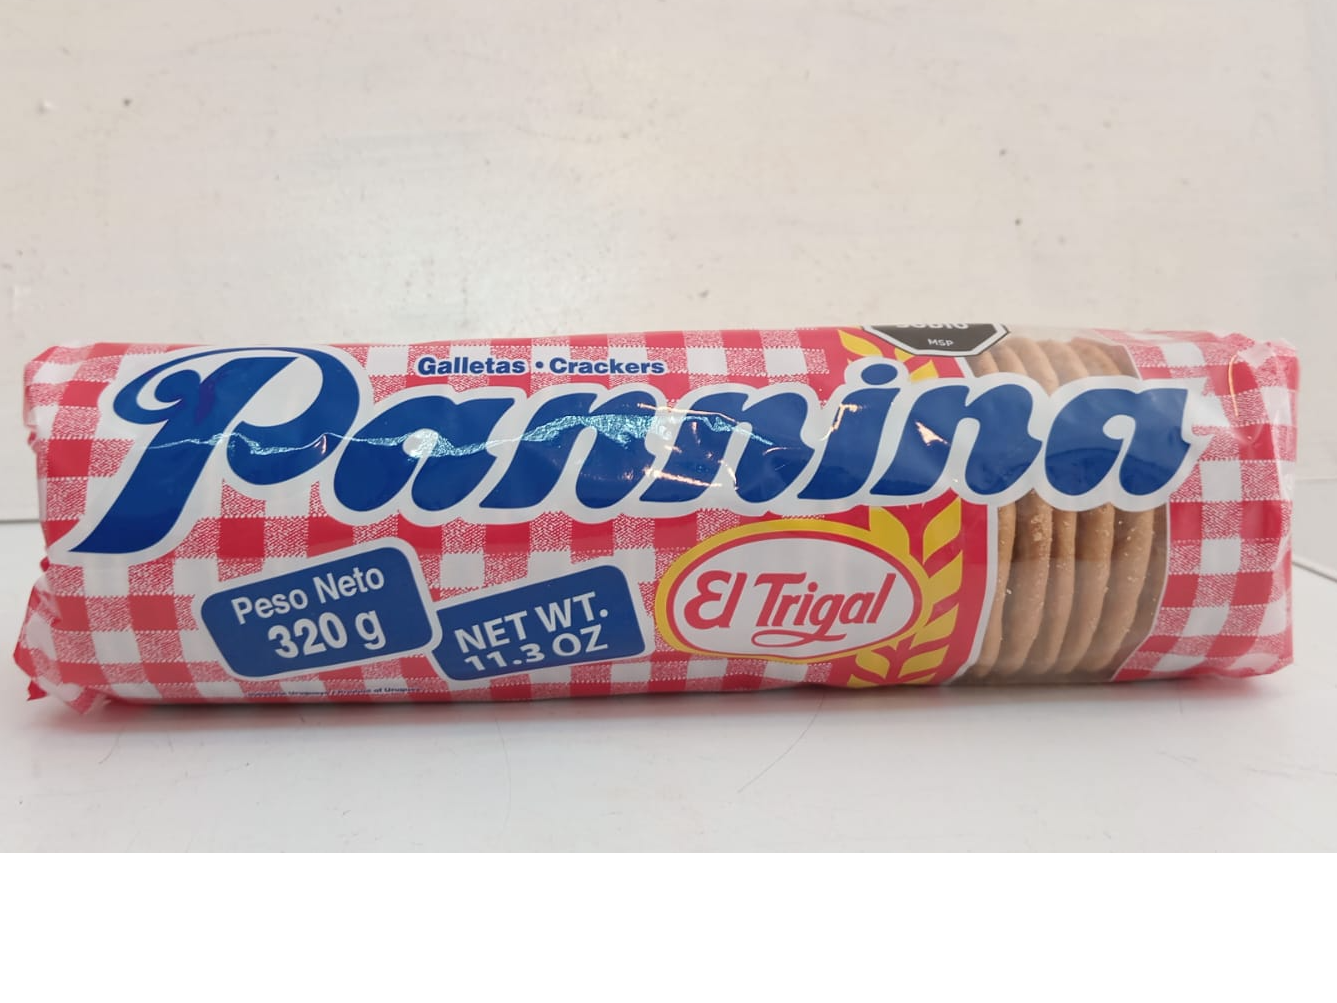 Galletas • Crackers
Pannina
MSP
Peso Neto
320 g
NET WT.
11.3 OZ
El Trigal